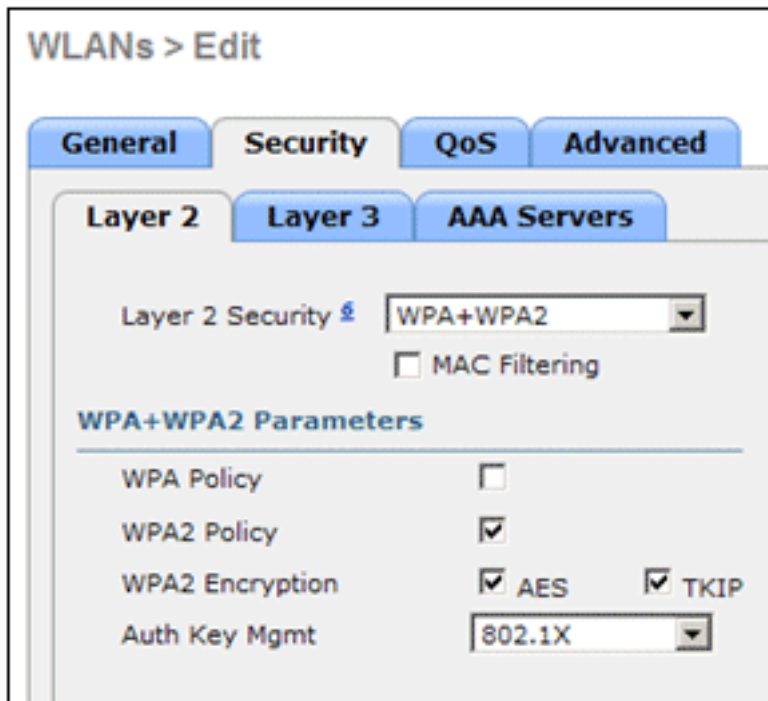 WLANs > Edit
General Security QoS Advanced
Layer 2 Layer 3 AAA Servers
Layer 2 Security 6 WPA+WPA2
MAC Filtering
WPA+WPA2 Parameters
WPA Policy
WPA2 Policy
WPA2 Encryption AES TKIP
Auth Key Mgmt 802.1X